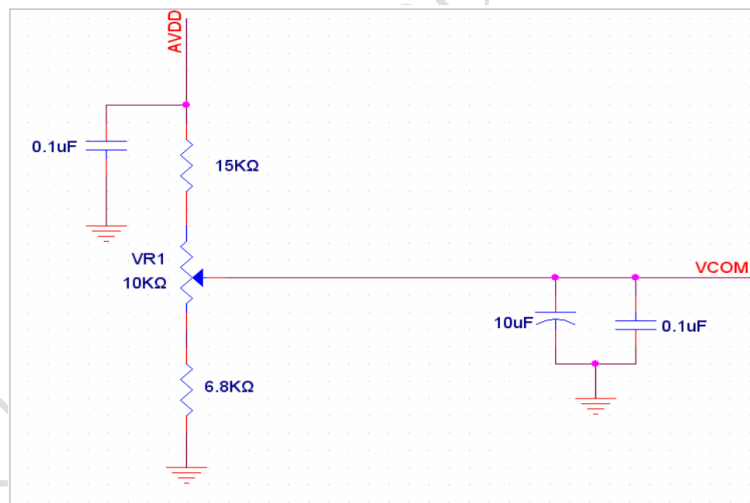 AVDD
0.1uF
15KΩ
VR1
10KΩ
VCOM
10uF
0.1uF
6.8KΩ